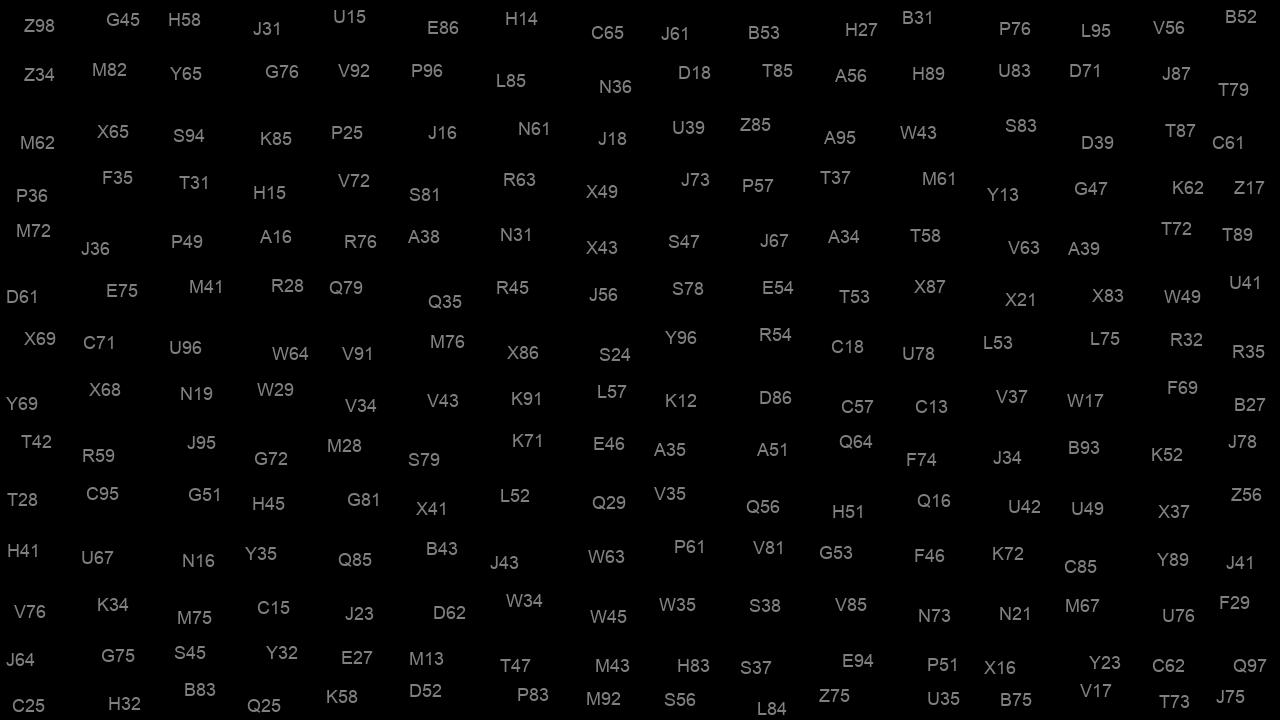 Z98 G45 H58 J31 U15 E86 H14 C65 J61 B53 H27 B31 P76 L95 V56 B52
Z34 M82 Y65 G76 V92 P96 L85 N36 D18 T85 A56 H89 U83 D71 J87 T79
M62 X65 S94 K85 P25 J16 N61 J18 U39 Z85 A95 W43 S83 D39 T87 C61
P36 F35 T31 H15 V72 S81 R63 X49 J73 P57 T37 M61 Y13 G47 K62 Z17
M72 J36 P49 A16 R76 A38 N31 X43 S47 J67 A34 T58 V63 A39 T72 T89
D61 E75 M41 R28 Q79 Q35 R45 J56 S78 E54 T53 X87 X21 X83 W49 U41
X69 C71 U96 W64 V91 M76 X86 S24 Y96 R54 C18 U78 L53 L75 R32 R35
Y69 X68 N19 W29 V34 V43 K91 L57 K12 D86 C57 C13 V37 W17 F69 B27
T42 R59 J95 G72 M28 S79 K71 E46 A35 A51 Q64 F74 J34 B93 K52 J78
T28 C95 G51 H45 G81 X41 L52 Q29 V35 Q56 H51 Q16 U42 U49 X37 Z56
H41 U67 N16 Y35 Q85 B43 J43 W63 P61 V81 G53 F46 K72 C85 Y89 J41
V76 K34 M75 C15 J23 D62 W34 W45 W35 S38 V85 N73 N21 M67 U76 F29
J64 G75 S45 Y32 E27 M13 T47 M43 H83 S37 E94 P51 X16 Y23 C62 Q97
C25 H32 B83 Q25 K58 D52 P83 M92 S56 L84 Z75 U35 B75 V17 T73 J75